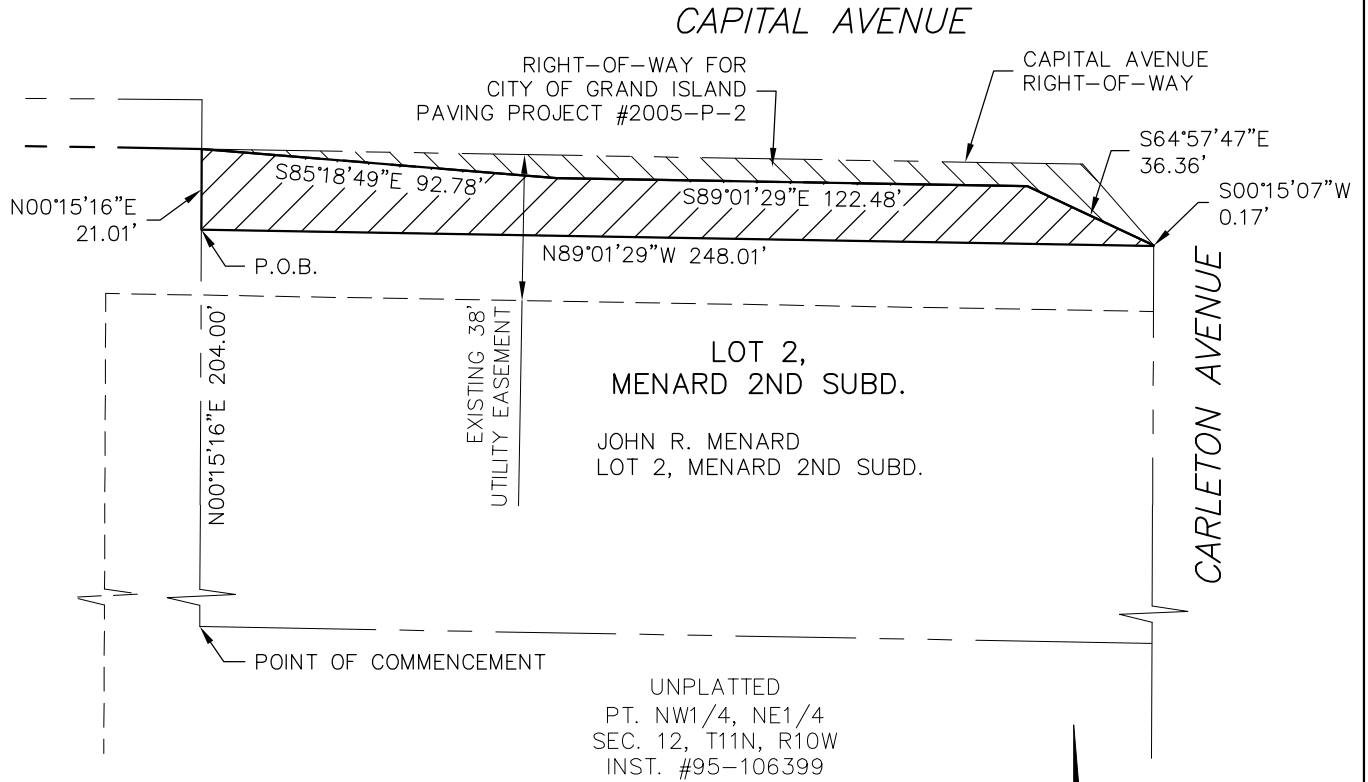 CAPITAL AVENUE
RIGHT-OF-WAY FOR
CITY OF GRAND ISLAND
PAVING PROJECT #2005-P-2
CAPITAL AVENUE
RIGHT-OF-WAY
S64°57'47"E
36.36'
S85°18'49"E 92.78'
S89°01'29"E 122.48'
S00°15'07"W
0.17'
N00°15'16"E
21.01'
N89°01'29"W 248.01'
P.O.B.
N00°15'16"E 204.00'
EXISTING 38'
UTILITY EASEMENT
LOT 2,
MENARD 2ND SUBD.
JOHN R. MENARD
LOT 2, MENARD 2ND SUBD.
CARLETON AVENUE
POINT OF COMMENCEMENT
UNPLATTED
PT. NW1/4, NE1/4
SEC. 12, T11N, R10W
INST. #95-106399